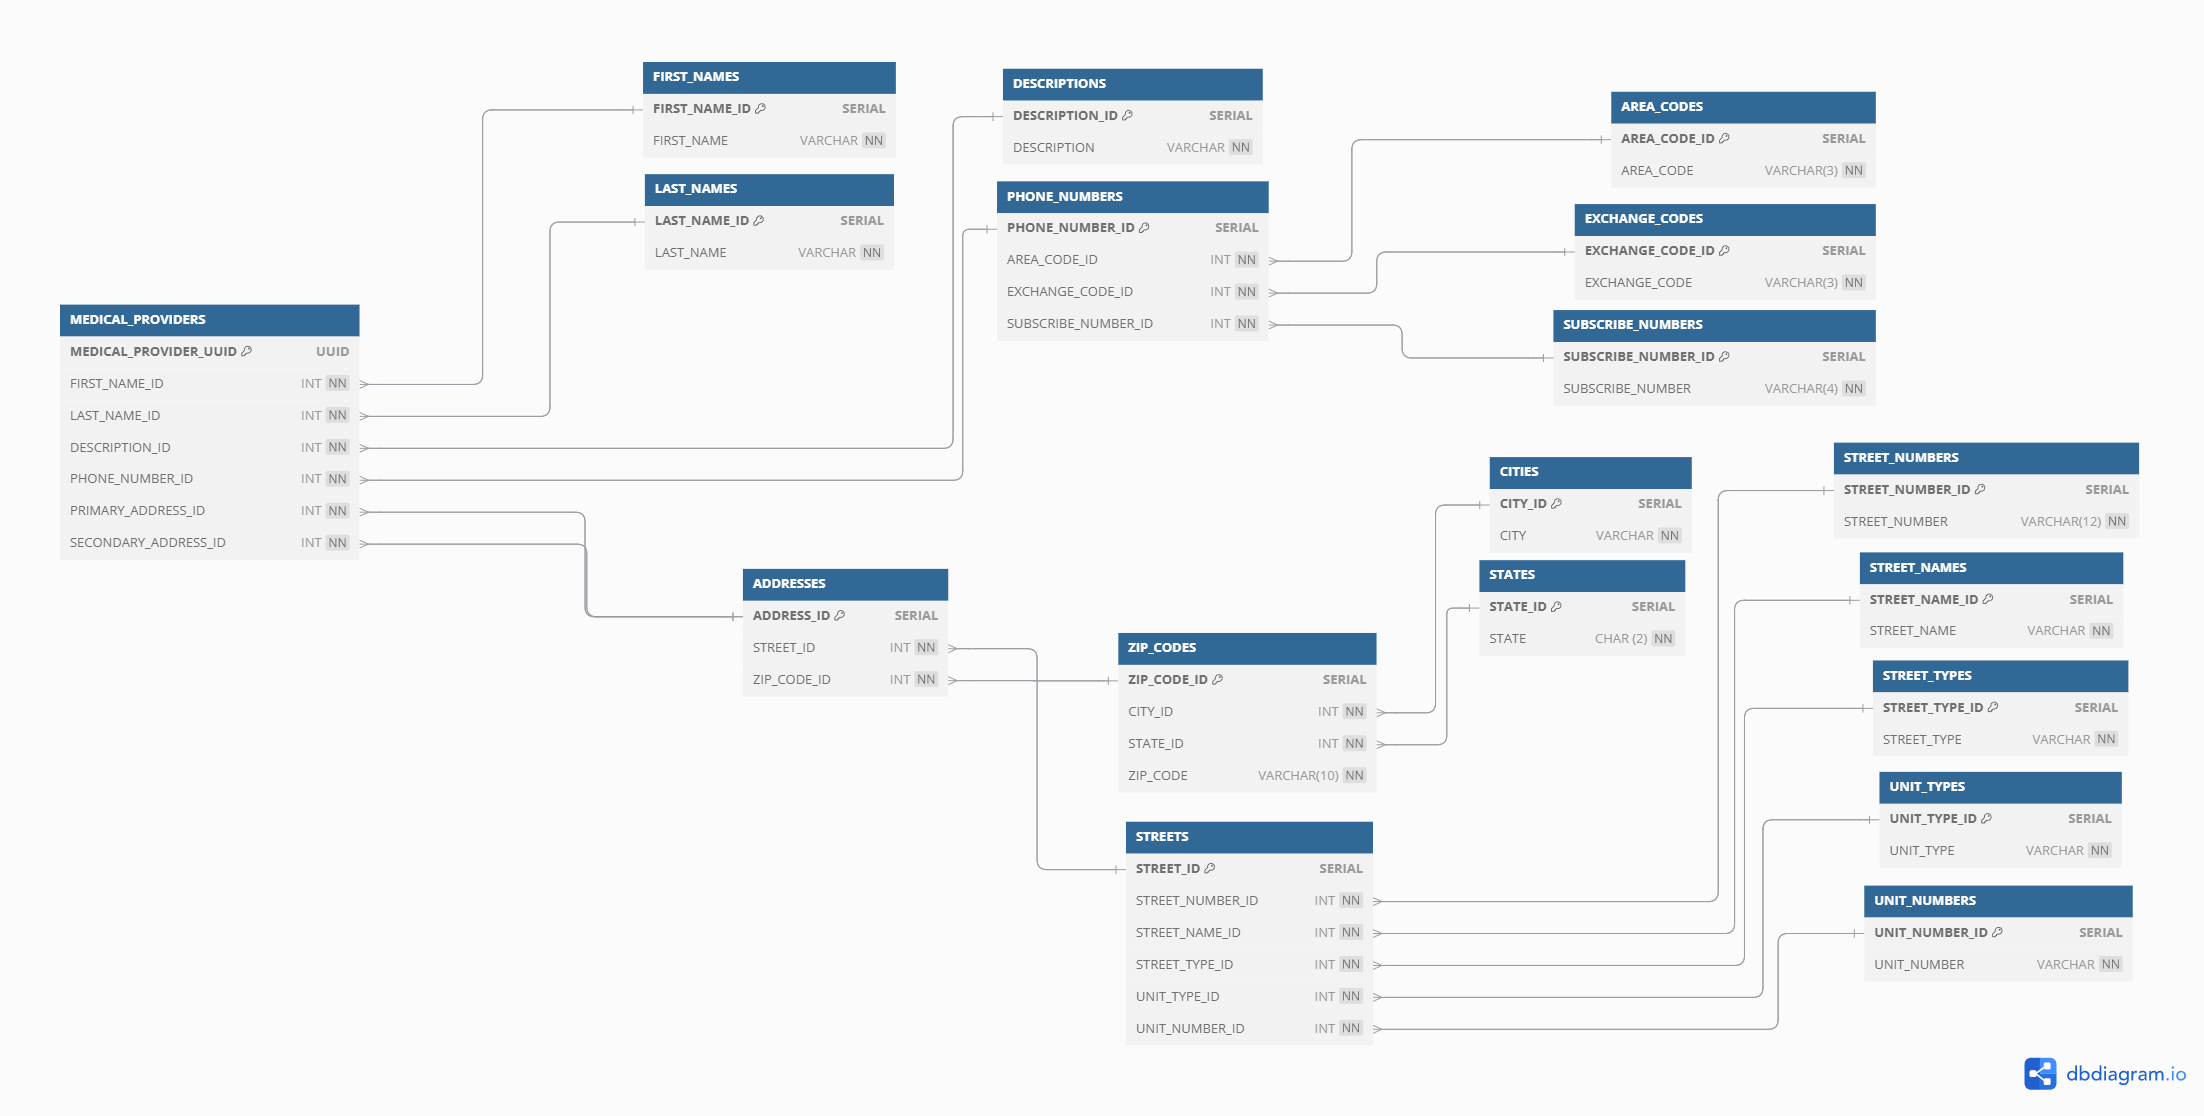 FIRST_NAMES
FIRST_NAME_ID SERIAL
FIRST_NAME VARCHAR NN
LAST_NAMES
LAST_NAME_ID SERIAL
LAST_NAME VARCHAR NN
MEDICAL_PROVIDERS
MEDICAL_PROVIDER_UUID UUID
FIRST_NAME_ID INT NN
LAST_NAME_ID INT NN
DESCRIPTION_ID INT NN
PHONE_NUMBER_ID INT NN
PRIMARY_ADDRESS_ID INT NN
SECONDARY_ADDRESS_ID INT NN
DESCRIPTIONS
DESCRIPTION_ID SERIAL
DESCRIPTION VARCHAR NN
PHONE_NUMBERS
PHONE_NUMBER_ID SERIAL
AREA_CODE_ID INT NN
EXCHANGE_CODE_ID INT NN
SUBSCRIBE_NUMBER_ID INT NN
AREA_CODES
AREA_CODE_ID SERIAL
AREA_CODE VARCHAR(3) NN
EXCHANGE_CODES
EXCHANGE_CODE_ID SERIAL
EXCHANGE_CODE VARCHAR(3) NN
SUBSCRIBE_NUMBERS
SUBSCRIBE_NUMBER_ID SERIAL
SUBSCRIBE_NUMBER VARCHAR(4) NN
ADDRESSES
ADDRESS_ID SERIAL
STREET_ID INT NN
ZIP_CODE_ID INT NN
CITIES
CITY_ID SERIAL
CITY VARCHAR NN
STATES
STATE_ID SERIAL
STATE CHAR (2) NN
ZIP_CODES
ZIP_CODE_ID SERIAL
CITY_ID INT NN
STATE_ID INT NN
ZIP_CODE VARCHAR(10) NN
STREETS
STREET_ID SERIAL
STREET_NUMBER_ID INT NN
STREET_NAME_ID INT NN
STREET_TYPE_ID INT NN
UNIT_TYPE_ID INT NN
UNIT_NUMBER_ID INT NN
STREET_NUMBERS
STREET_NUMBER_ID SERIAL
STREET_NUMBER VARCHAR(12) NN
STREET_NAMES
STREET_NAME_ID SERIAL
STREET_NAME VARCHAR NN
STREET_TYPES
STREET_TYPE_ID SERIAL
STREET_TYPE VARCHAR NN
UNIT_TYPES
UNIT_TYPE_ID SERIAL
UNIT_TYPE VARCHAR NN
UNIT_NUMBERS
UNIT_NUMBER_ID SERIAL
UNIT_NUMBER VARCHAR NN
dbdiagram.io